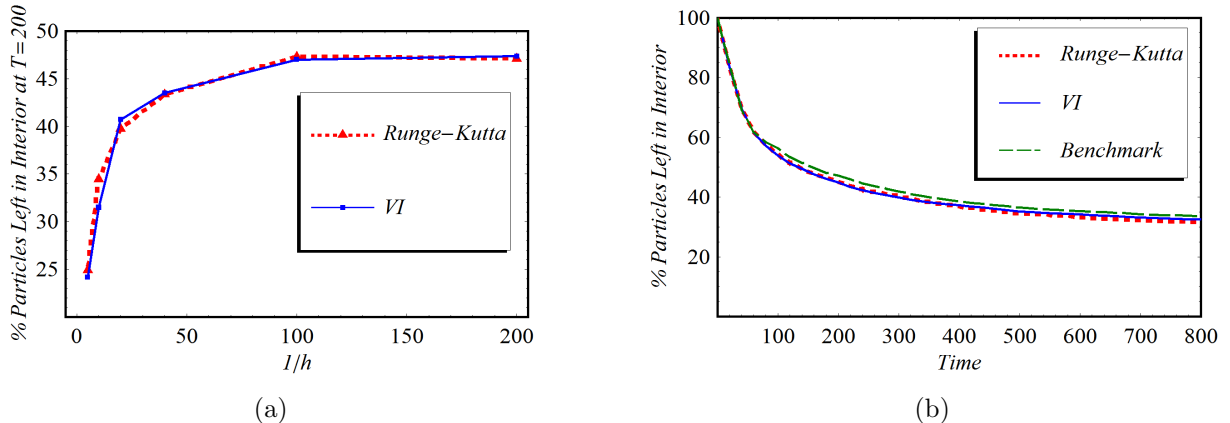 % Particles Left in Interior at T=200
50
45
40
35
30
25
0
50
100
150
200
1/h
Runge-Kutta
VI
(a)
% Particles Left in Interior
100
80
60
40
20
100 200 300 400 500 600 700 800
Time
Runge-Kutta
VI
Benchmark
(b)